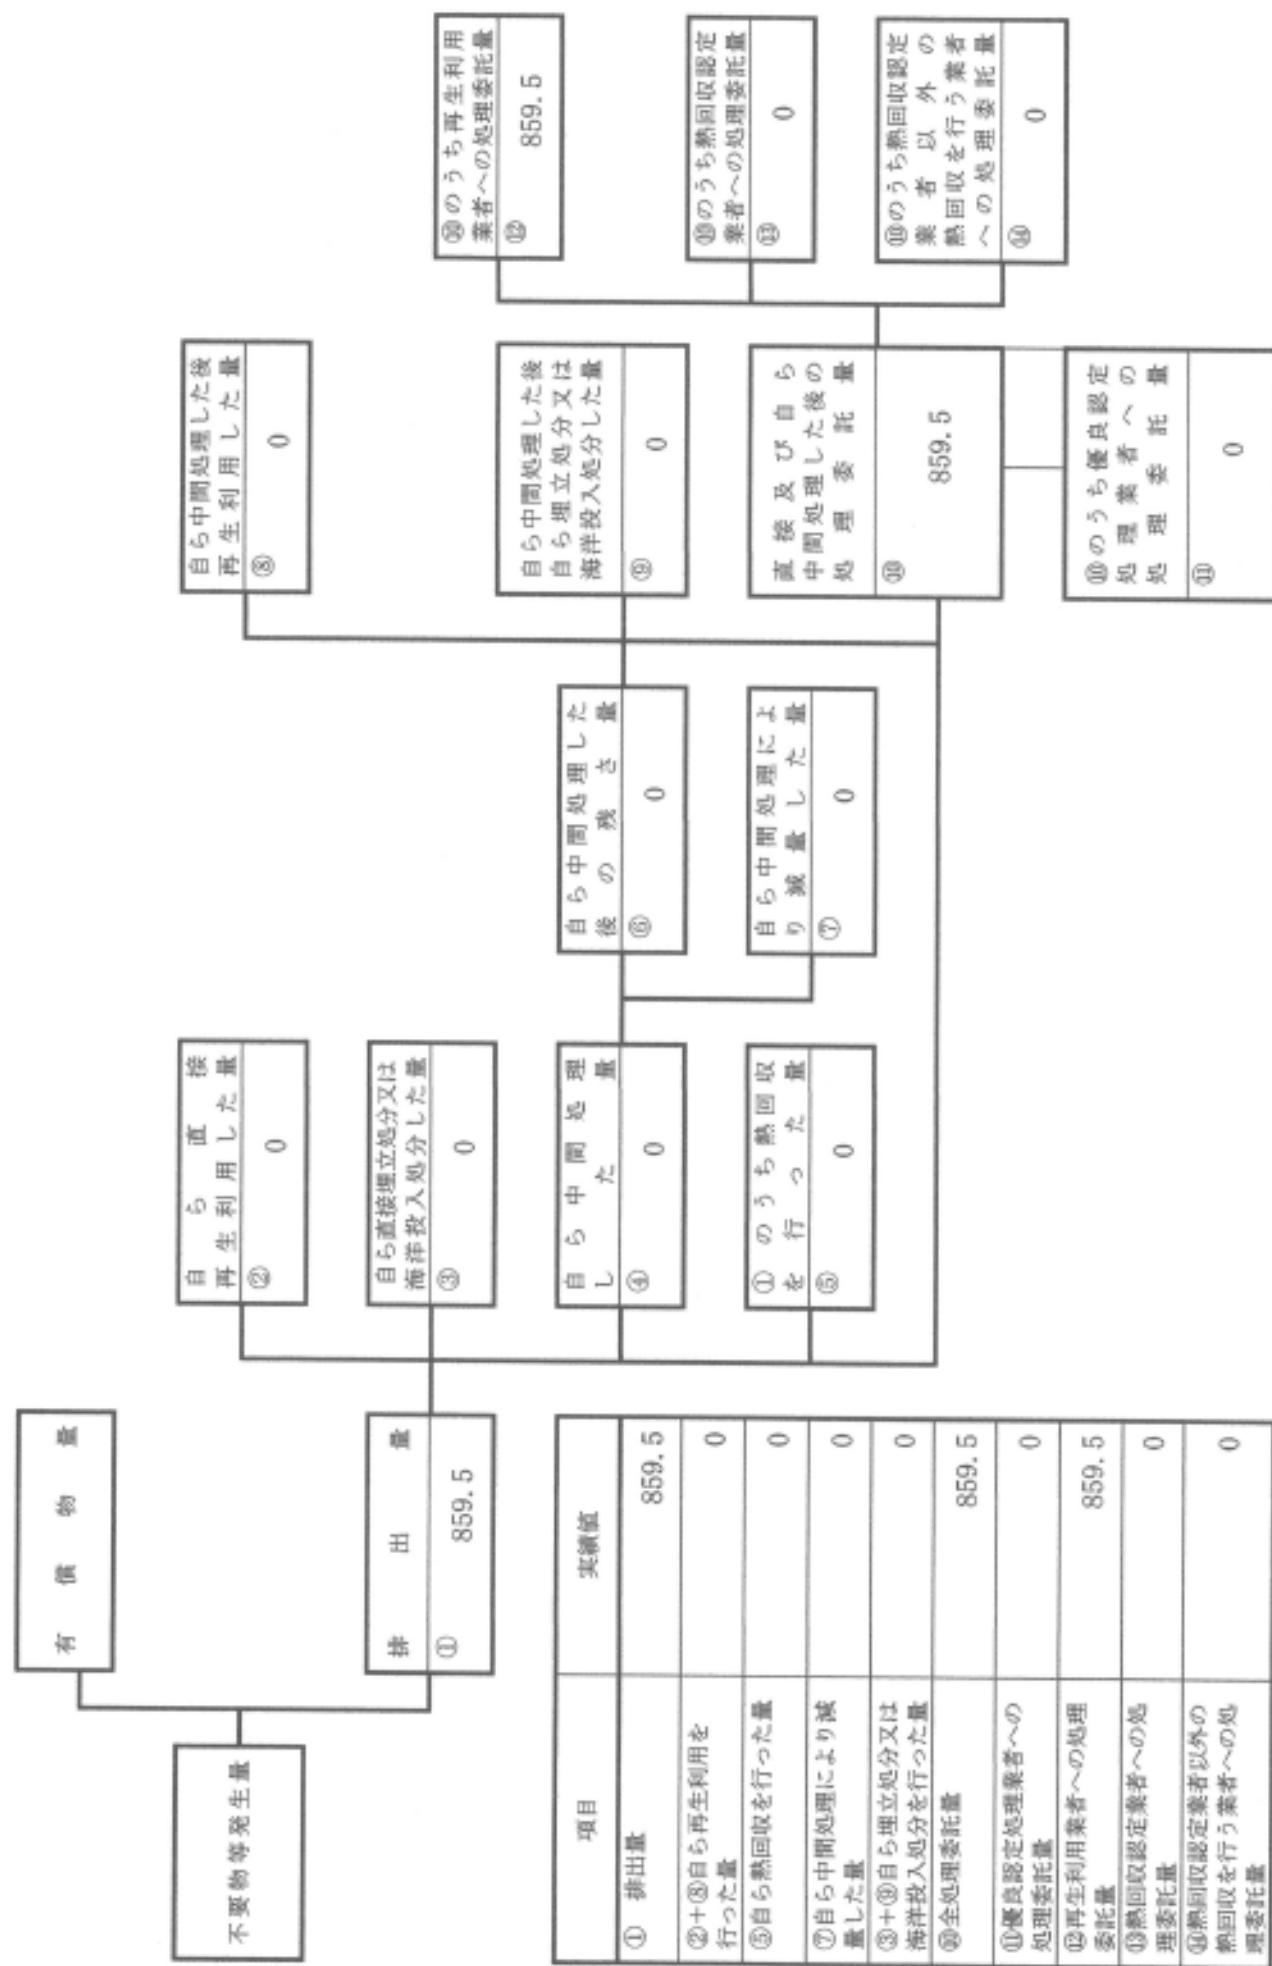 不要物等発生量
有償物量
排出量
① 859.5
自ら直接
再生利用した量
② 0
自ら直接埋立処分又は
海洋投入処分した量
③ 0
自ら中間処理
した量
④ 0
①のうち熱回収
を行った量
⑤ 0
自ら中間処理した
後の残さ量
⑥ 0
自ら中間処理によ
り減量した量
⑦ 0
自ら中間処理した後
再生利用した量
⑧ 0
自ら中間処理した後
自ら埋立処分又は
海洋投入処分した量
⑨ 0
直接及び自ら
中間処理した後の
処理委託量
⑩ 859.5
⑩のうち優良認定
処理業者への
処理委託量
⑪ 0
⑩のうち再生利用
業者への処理委託量
⑫ 859.5
⑩のうち熱回収認定
業者への処理委託量
⑬ 0
⑩のうち熱回収認定
業者以外の
熱回収を行う業者
への処理委託量
⑭ 0
項目 実績値
① 排出量 859.5
②+⑧自ら再生利用を
行った量 0
⑤自ら熱回収を行った量 0
⑦自ら中間処理により減
量した量 0
③+⑨自ら埋立処分又は
海洋投入処分を行った量 0
⑩全処理委託量 859.5
⑪優良認定処理業者への
処理委託量 0
⑫再生利用業者への処理
委託量 859.5
⑬熱回収認定業者への処
理委託量 0
⑭熱回収認定業者以外の
熱回収を行う業者への処
理委託量 0